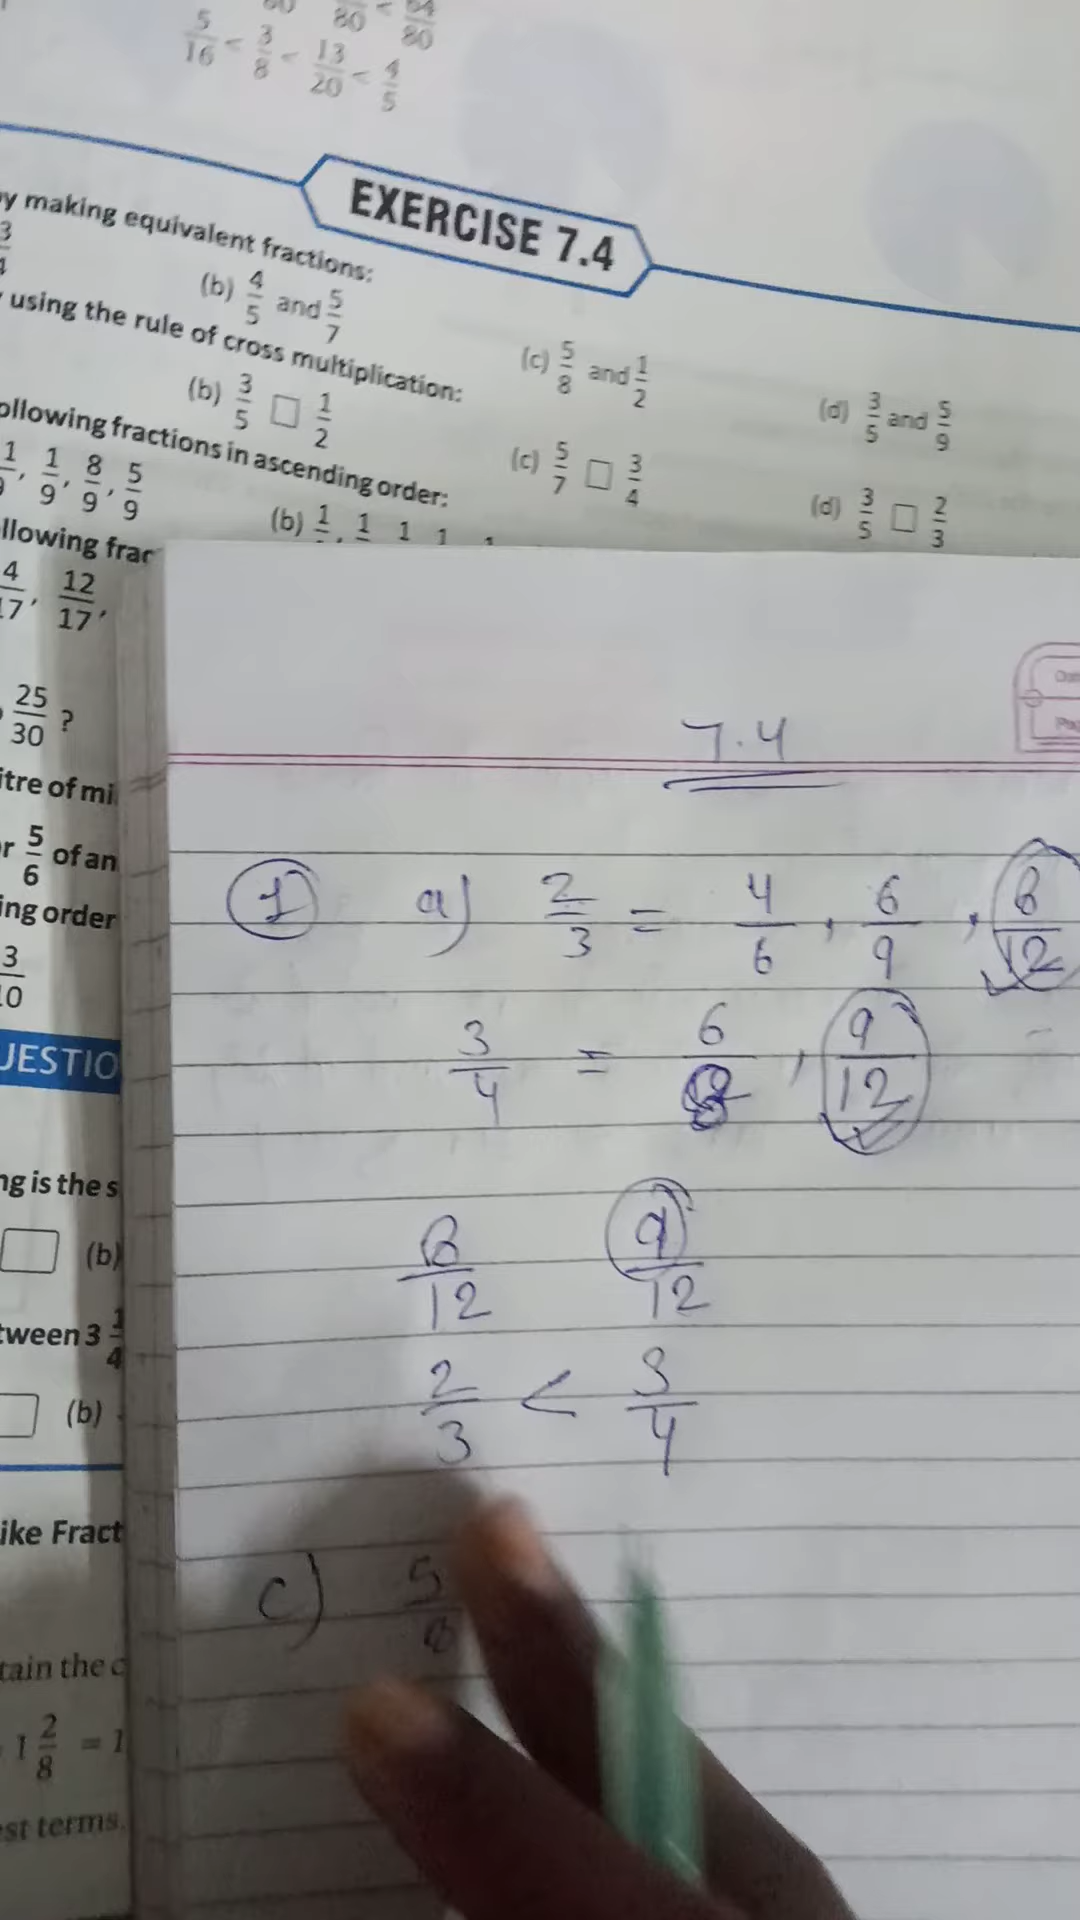 5/16 < 3/8 < 13/20 < 4/5
EXERCISE 7.4
making equivalent fractions:
(b) 4/5 and 5/7
(c) 5/8 and 1/2
(d) 3/5 and 5/9
using the rule of cross multiplication:
(b) 3/5 □ 1/2
(c) 5/7 □ 3/4
(d) 3/5 □ 2/3
ollowing fractions in ascending order:
1/9, 8/9, 5/9
(b)
llowing frac
12/17,
25/30 ?
itre of mi
r 5/6 of an
ing order
UESTIO
ng is the s
(b)
tween 3 1/4
(b)
ike Fract
tain the c
1 2/8 = 1
est terms.
7.4
1 a) 2/3 = 4/6, 6/9, 8/12
3/4 = 6/8, 9/12
8/12 9/12
2/3 < 3/4
c) 5/8